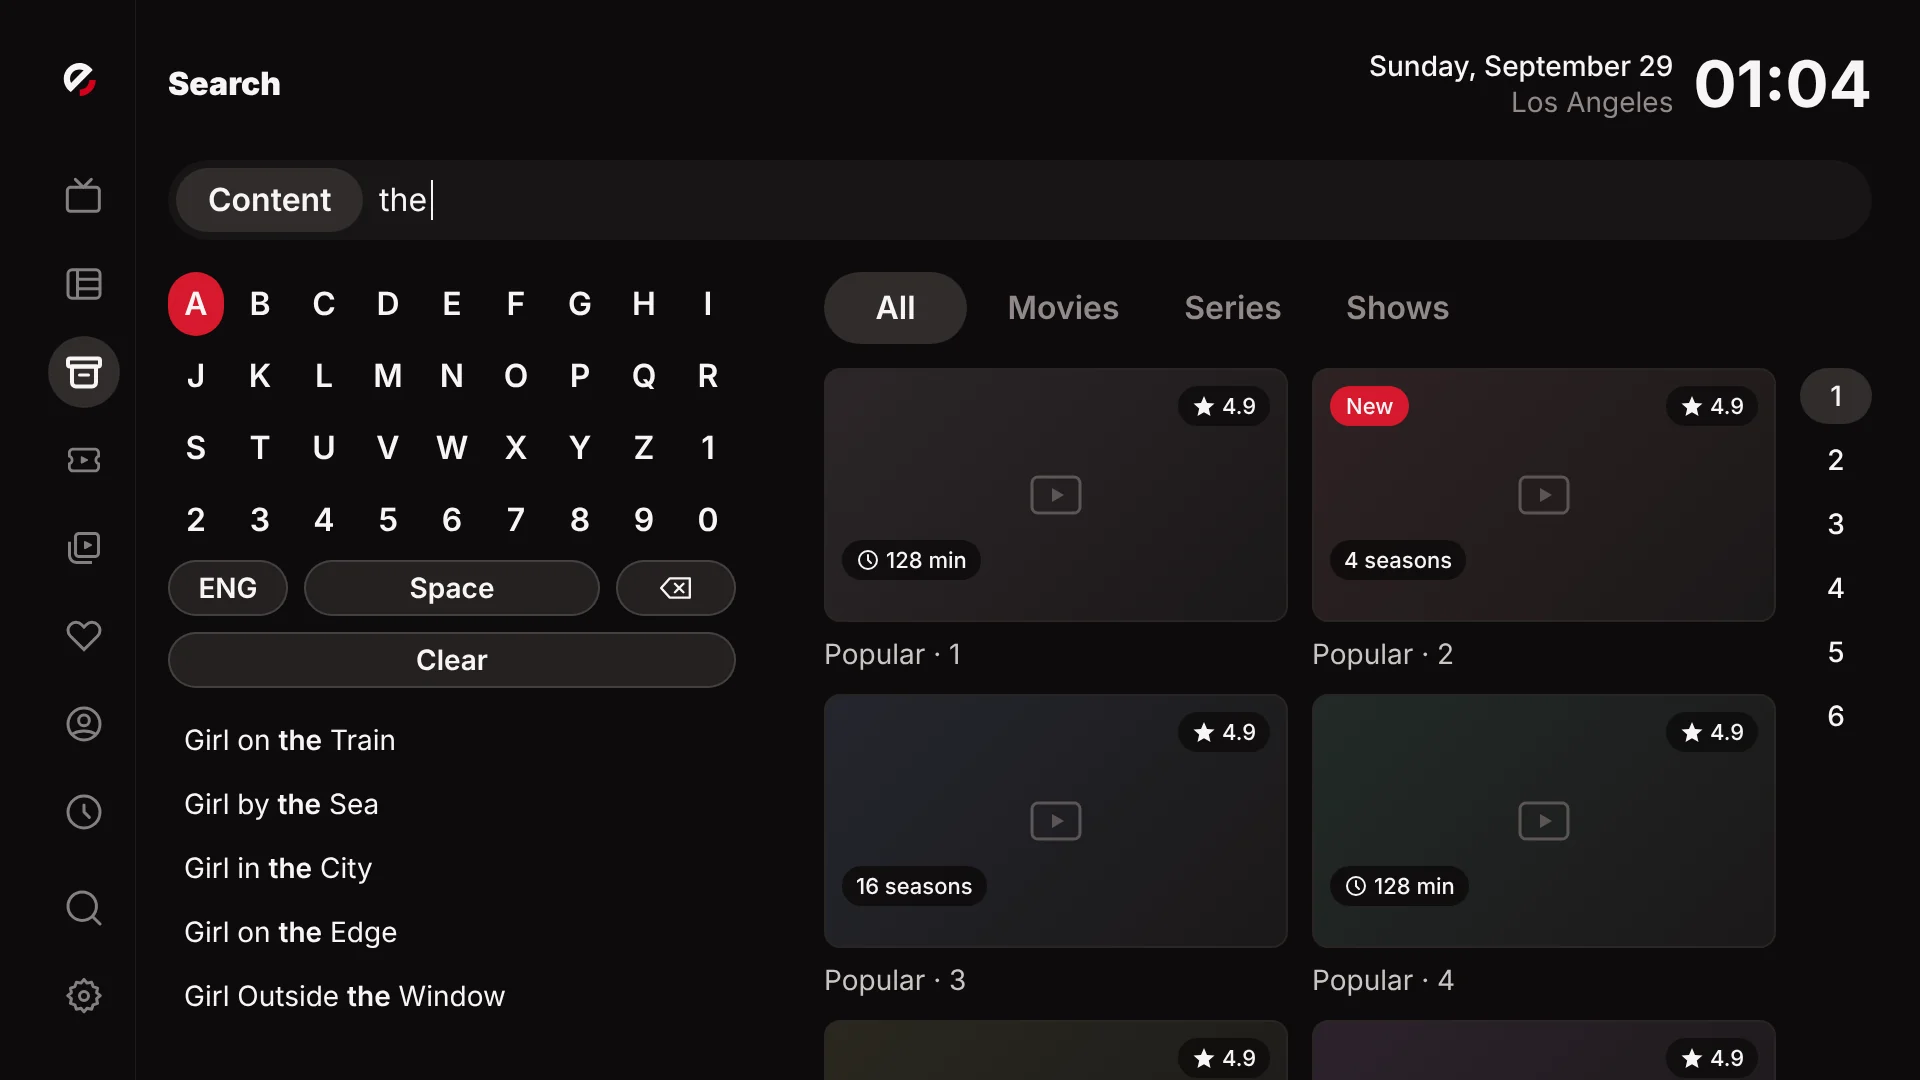 Search
Sunday, September 29
Los Angeles
01:04
Content
the
A B C D E F G H I
J K L M N O P Q R
S T U V W X Y Z 1
2 3 4 5 6 7 8 9 0
ENG
Space
Clear
Girl on the Train
Girl by the Sea
Girl in the City
Girl on the Edge
Girl Outside the Window
All
Movies
Series
Shows
4.9
128 min
Popular · 1
New
4.9
4 seasons
Popular · 2
4.9
16 seasons
Popular · 3
4.9
128 min
Popular · 4
4.9
4.9
1
2
3
4
5
6